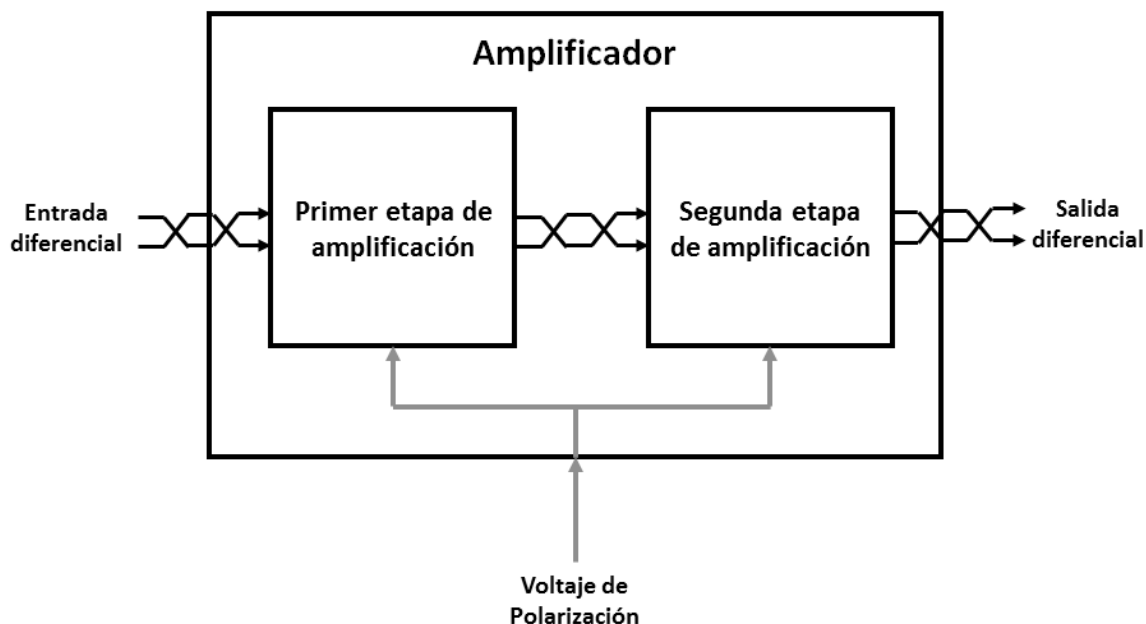 Amplificador
Entrada
diferencial
Primer etapa de
amplificación
Segunda etapa
de amplificación
Salida
diferencial
Voltaje de
Polarización